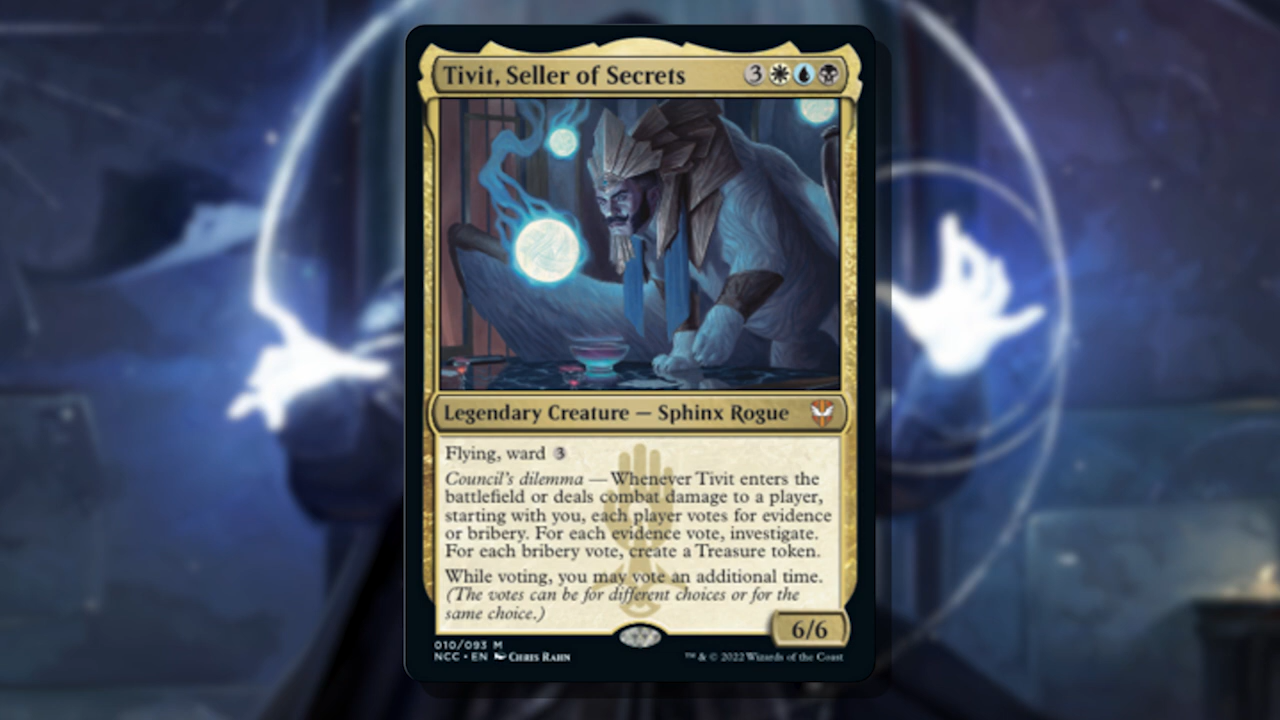 Tivit, Seller of Secrets 3
Legendary Creature — Sphinx Rogue
Flying, ward 3
Council's dilemma — Whenever Tivit enters the
battlefield or deals combat damage to a player,
starting with you, each player votes for evidence
or bribery. For each evidence vote, investigate.
For each bribery vote, create a Treasure token.
While voting, you may vote an additional time.
(The votes can be for different choices or for the
same choice.)
6/6
010/093 M
NCC • EN Chris Rahn
™ & © 2022 Wizards of the Coast